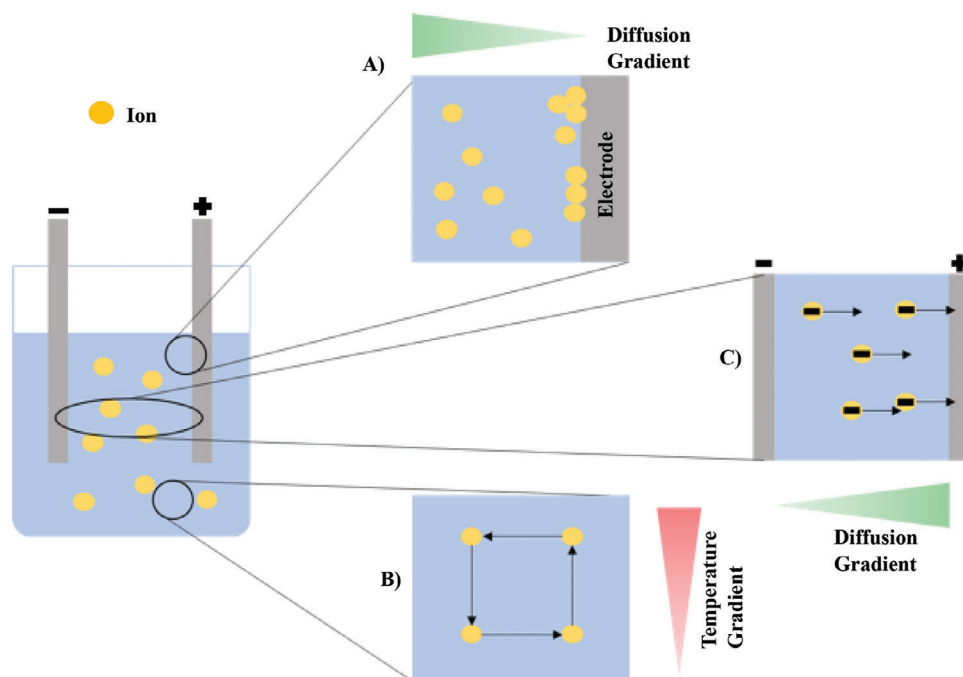 Diffusion
Gradient
A)
Ion
Electrode
-
+
-
+
C)
B)
Temperature
Gradient
Diffusion
Gradient